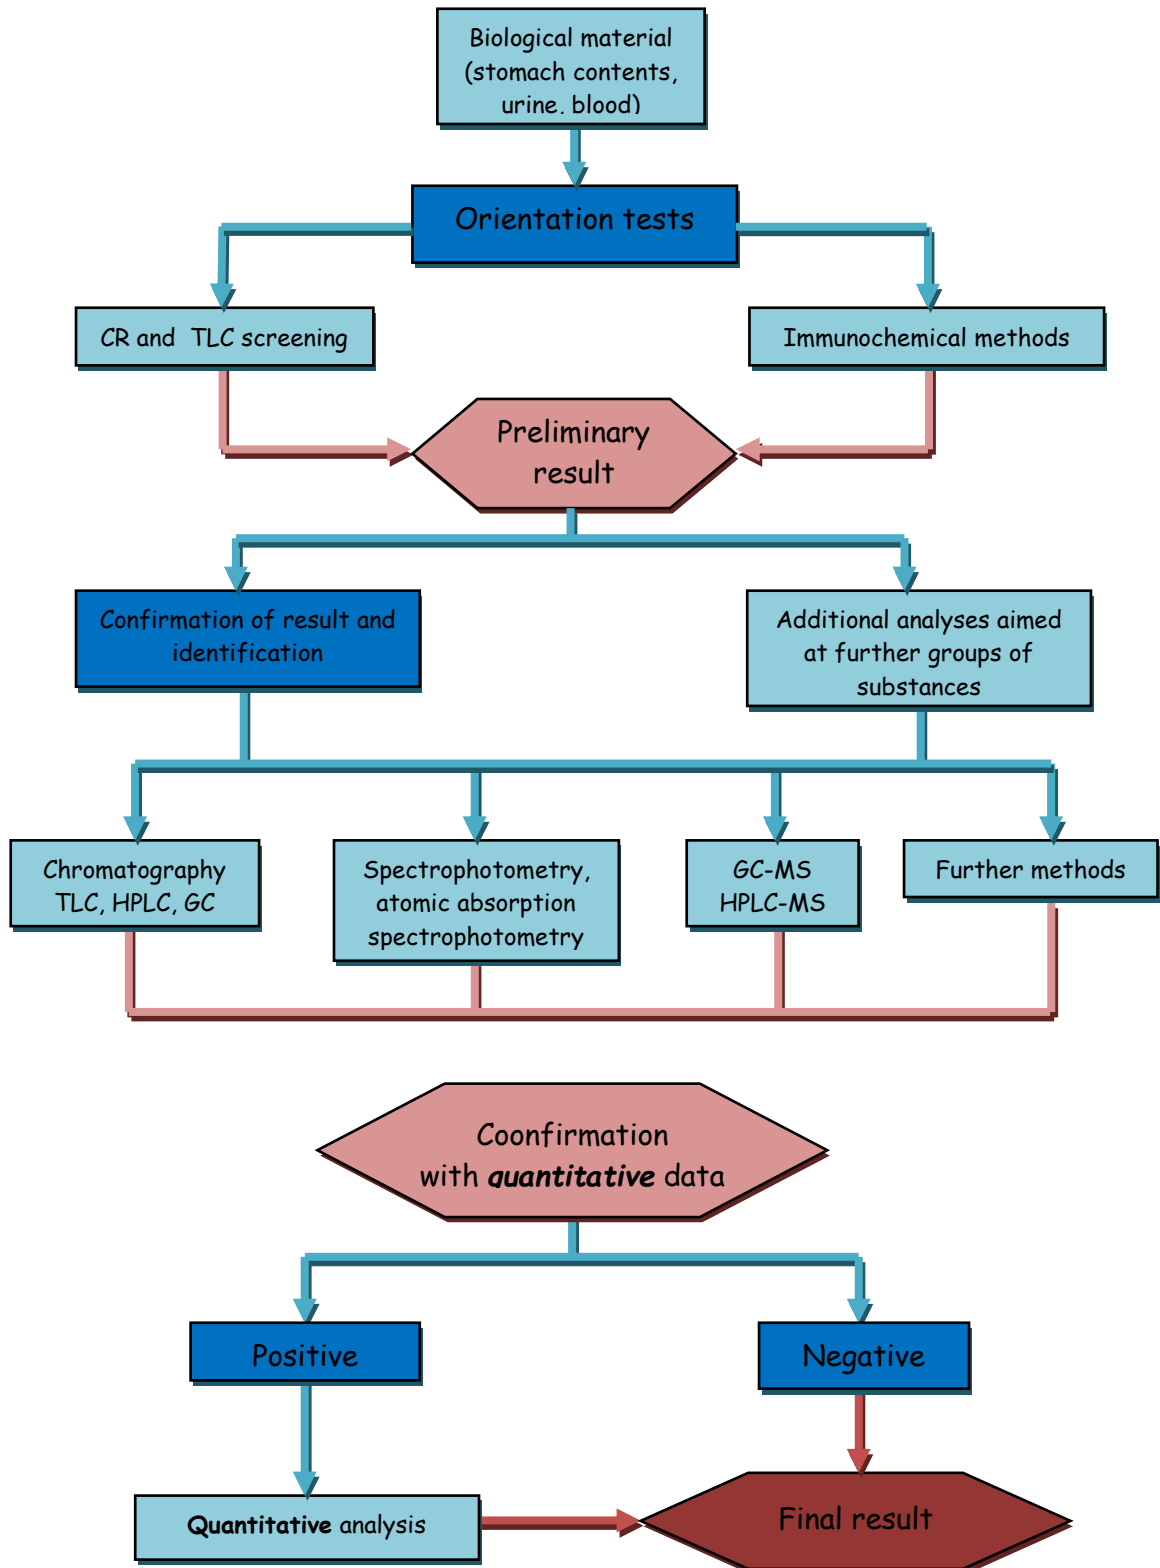 Biological material
(stomach contents,
urine, blood)
Orientation tests
CR and TLC screening
Immunochemical methods
Preliminary
result
Confirmation of result and
identification
Additional analyses aimed
at further groups of
substances
Chromatography
TLC, HPLC, GC
Spectrophotometry,
atomic absorption
spectrophotometry
GC-MS
HPLC-MS
Further methods
Coonfirmation
with quantitative data
Positive
Negative
Quantitative analysis
Final result